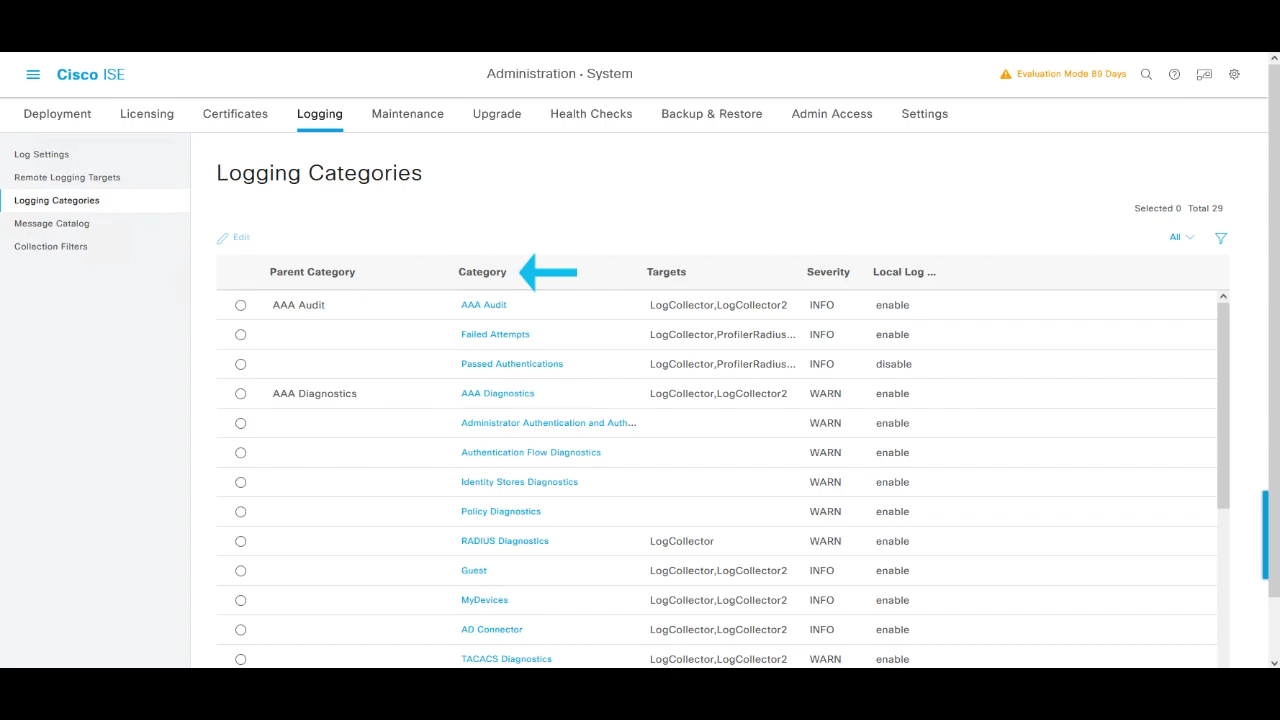 Cisco ISE Administration · System Evaluation Mode 89 Days
Deployment Licensing Certificates Logging Maintenance Upgrade Health Checks Backup & Restore Admin Access Settings
Log Settings
Remote Logging Targets
Logging Categories
Message Catalog
Collection Filters
Logging Categories
Selected 0 Total 29
Edit All
Parent Category Category Targets Severity Local Log ...
AAA Audit AAA Audit LogCollector,LogCollector2 INFO enable
Failed Attempts LogCollector,ProfilerRadius... INFO enable
Passed Authentications LogCollector,ProfilerRadius... INFO disable
AAA Diagnostics AAA Diagnostics LogCollector,LogCollector2 WARN enable
Administrator Authentication and Auth... WARN enable
Authentication Flow Diagnostics WARN enable
Identity Stores Diagnostics WARN enable
Policy Diagnostics WARN enable
RADIUS Diagnostics LogCollector WARN enable
Guest LogCollector,LogCollector2 INFO enable
MyDevices LogCollector,LogCollector2 INFO enable
AD Connector LogCollector,LogCollector2 INFO enable
TACACS Diagnostics LogCollector,LogCollector2 WARN enable